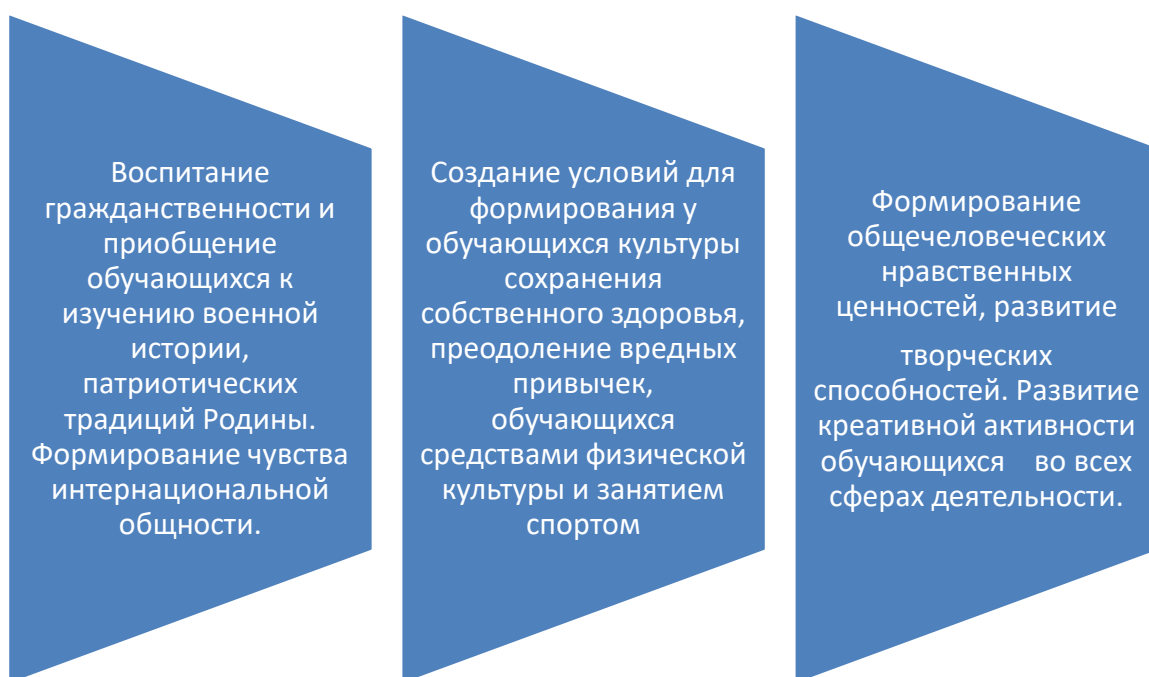 Воспитание
гражданственности и
приобщение
обучающихся к
изучению военной
истории,
патриотических
традиций Родины.
Формирование чувства
интернациональной
общности.
Создание условий для
формирования у
обучающихся культуры
сохранения
собственного здоровья,
преодоление вредных
привычек,
обучающихся
средствами физической
культуры и занятием
спортом
Формирование
общечеловеческих
нравственных
ценностей, развитие
творческих
способностей. Развитие
креативной активности
обучающихся    во всех
сферах деятельности.